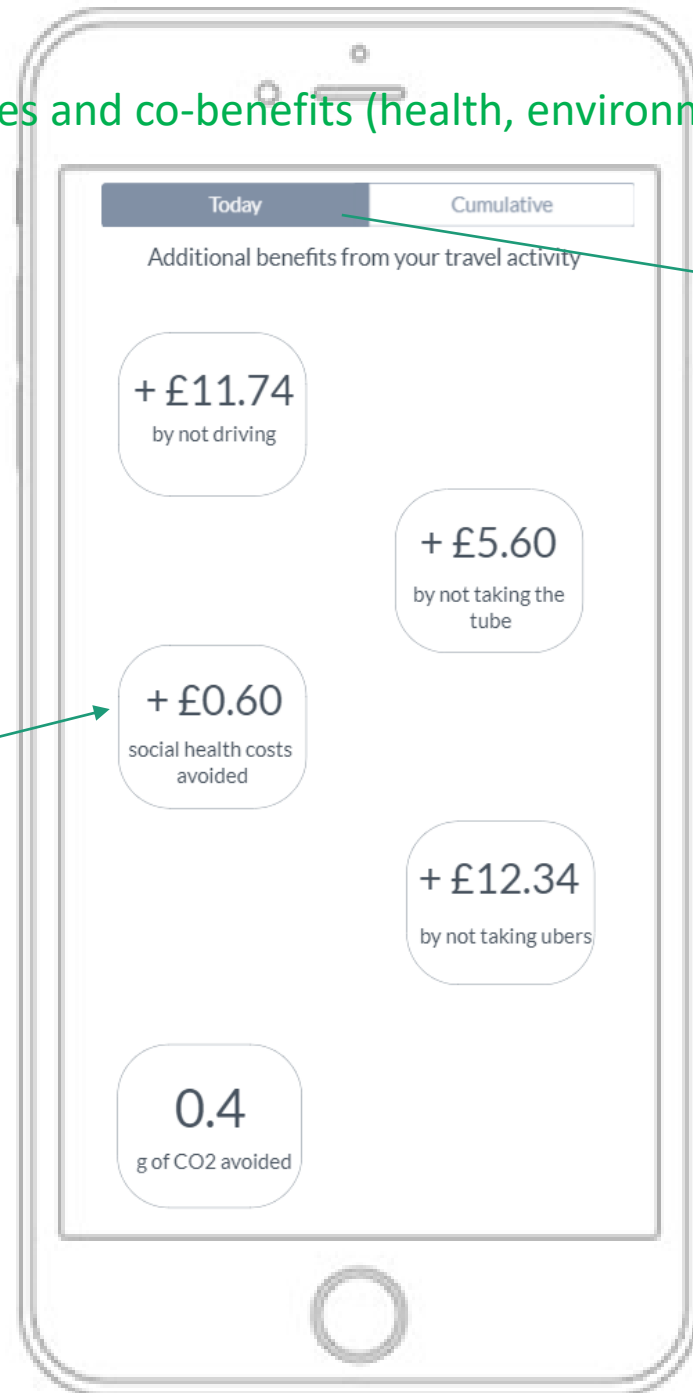 es and co-benefits (health, environm
Today
Cumulative
Additional benefits from your travel activity
+ £11.74
by not driving
+ £5.60
by not taking the
tube
+ £0.60
social health costs
avoided
+ £12.34
by not taking ubers
0.4
g of CO2 avoided